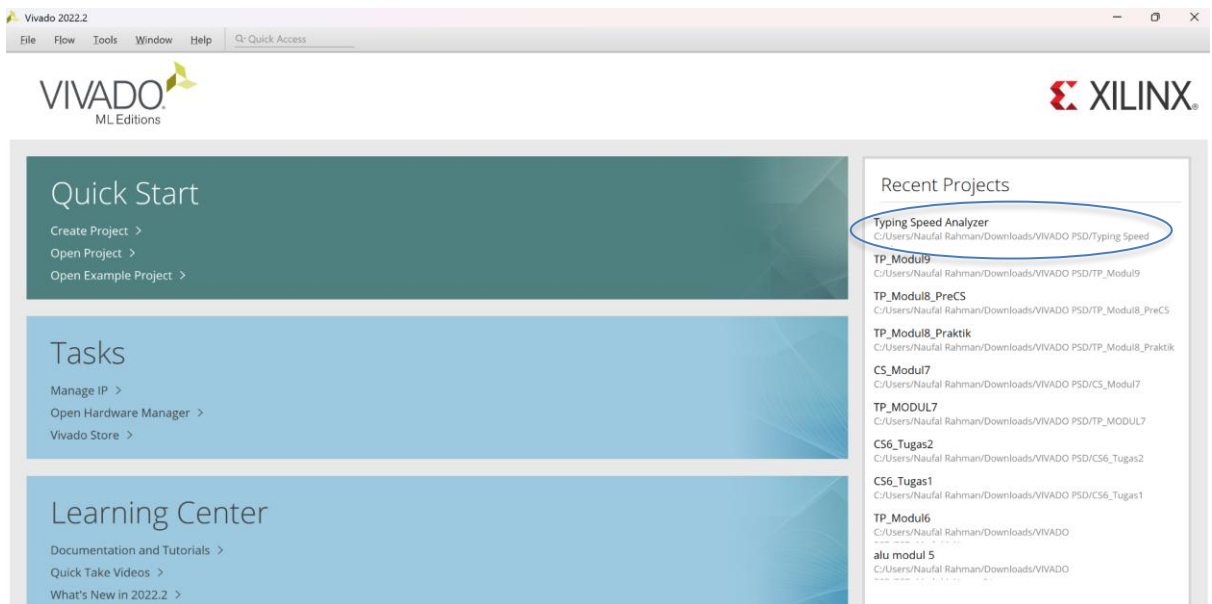 Vivado 2022.2
File Flow Tools Window Help Quick Access
VIVADO.
ML Editions
XILINX®
Quick Start
Create Project >
Open Project >
Open Example Project >
Tasks
Manage IP >
Open Hardware Manager >
Vivado Store >
Learning Center
Documentation and Tutorials >
Quick Take Videos >
What's New in 2022.2 >
Recent Projects
Typing Speed Analyzer
C:/Users/Naufal Rahman/Downloads/VIVADO PSD/Typing Speed
TP_Modul9
C:/Users/Naufal Rahman/Downloads/VIVADO PSD/TP_Modul9
TP_Modul8_PreCS
C:/Users/Naufal Rahman/Downloads/VIVADO PSD/TP_Modul8_PreCS
TP_Modul8_Praktik
C:/Users/Naufal Rahman/Downloads/VIVADO PSD/TP_Modul8_Praktik
CS_Modul7
C:/Users/Naufal Rahman/Downloads/VIVADO PSD/CS_Modul7
TP_MODUL7
C:/Users/Naufal Rahman/Downloads/VIVADO PSD/TP_MODUL7
CS6_Tugas2
C:/Users/Naufal Rahman/Downloads/VIVADO PSD/CS6_Tugas2
CS6_Tugas1
C:/Users/Naufal Rahman/Downloads/VIVADO PSD/CS6_Tugas1
TP_Modul6
C:/Users/Naufal Rahman/Downloads/VIVADO
alu modul 5
C:/Users/Naufal Rahman/Downloads/VIVADO